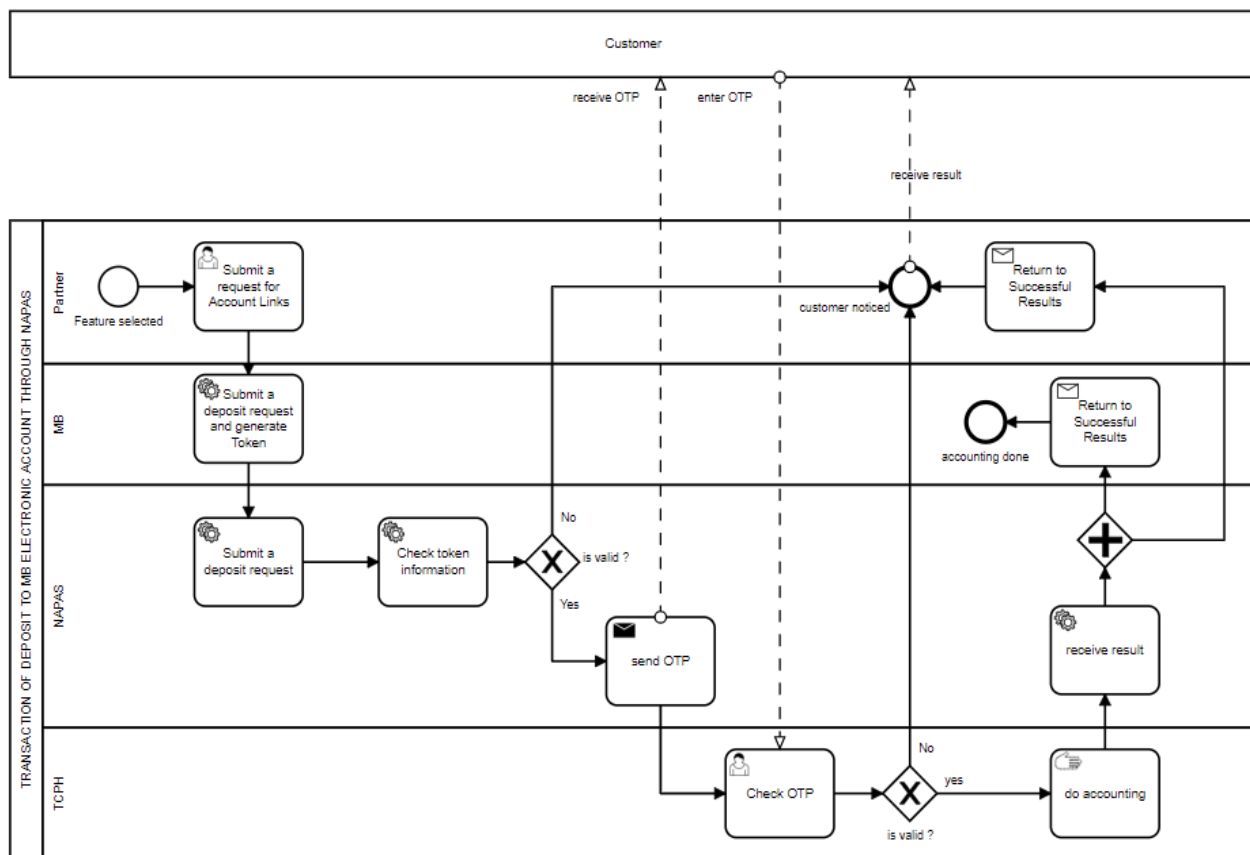 Customer
receive OTP
enter OTP
receive result
TRANSACTION OF DEPOSIT TO MB ELECTRONIC ACCOUNT THROUGH NAPAS
Partner
Feature selected
Submit a
request for
Account Links
customer noticed
Return to
Successful
Results
MB
Submit a
deposit request
and generate
Token
accounting done
Return to
Successful
Results
NAPAS
Submit a
deposit request
Check token
information
No
is valid ?
Yes
send OTP
receive result
TCPH
Check OTP
No
is valid ?
yes
do accounting